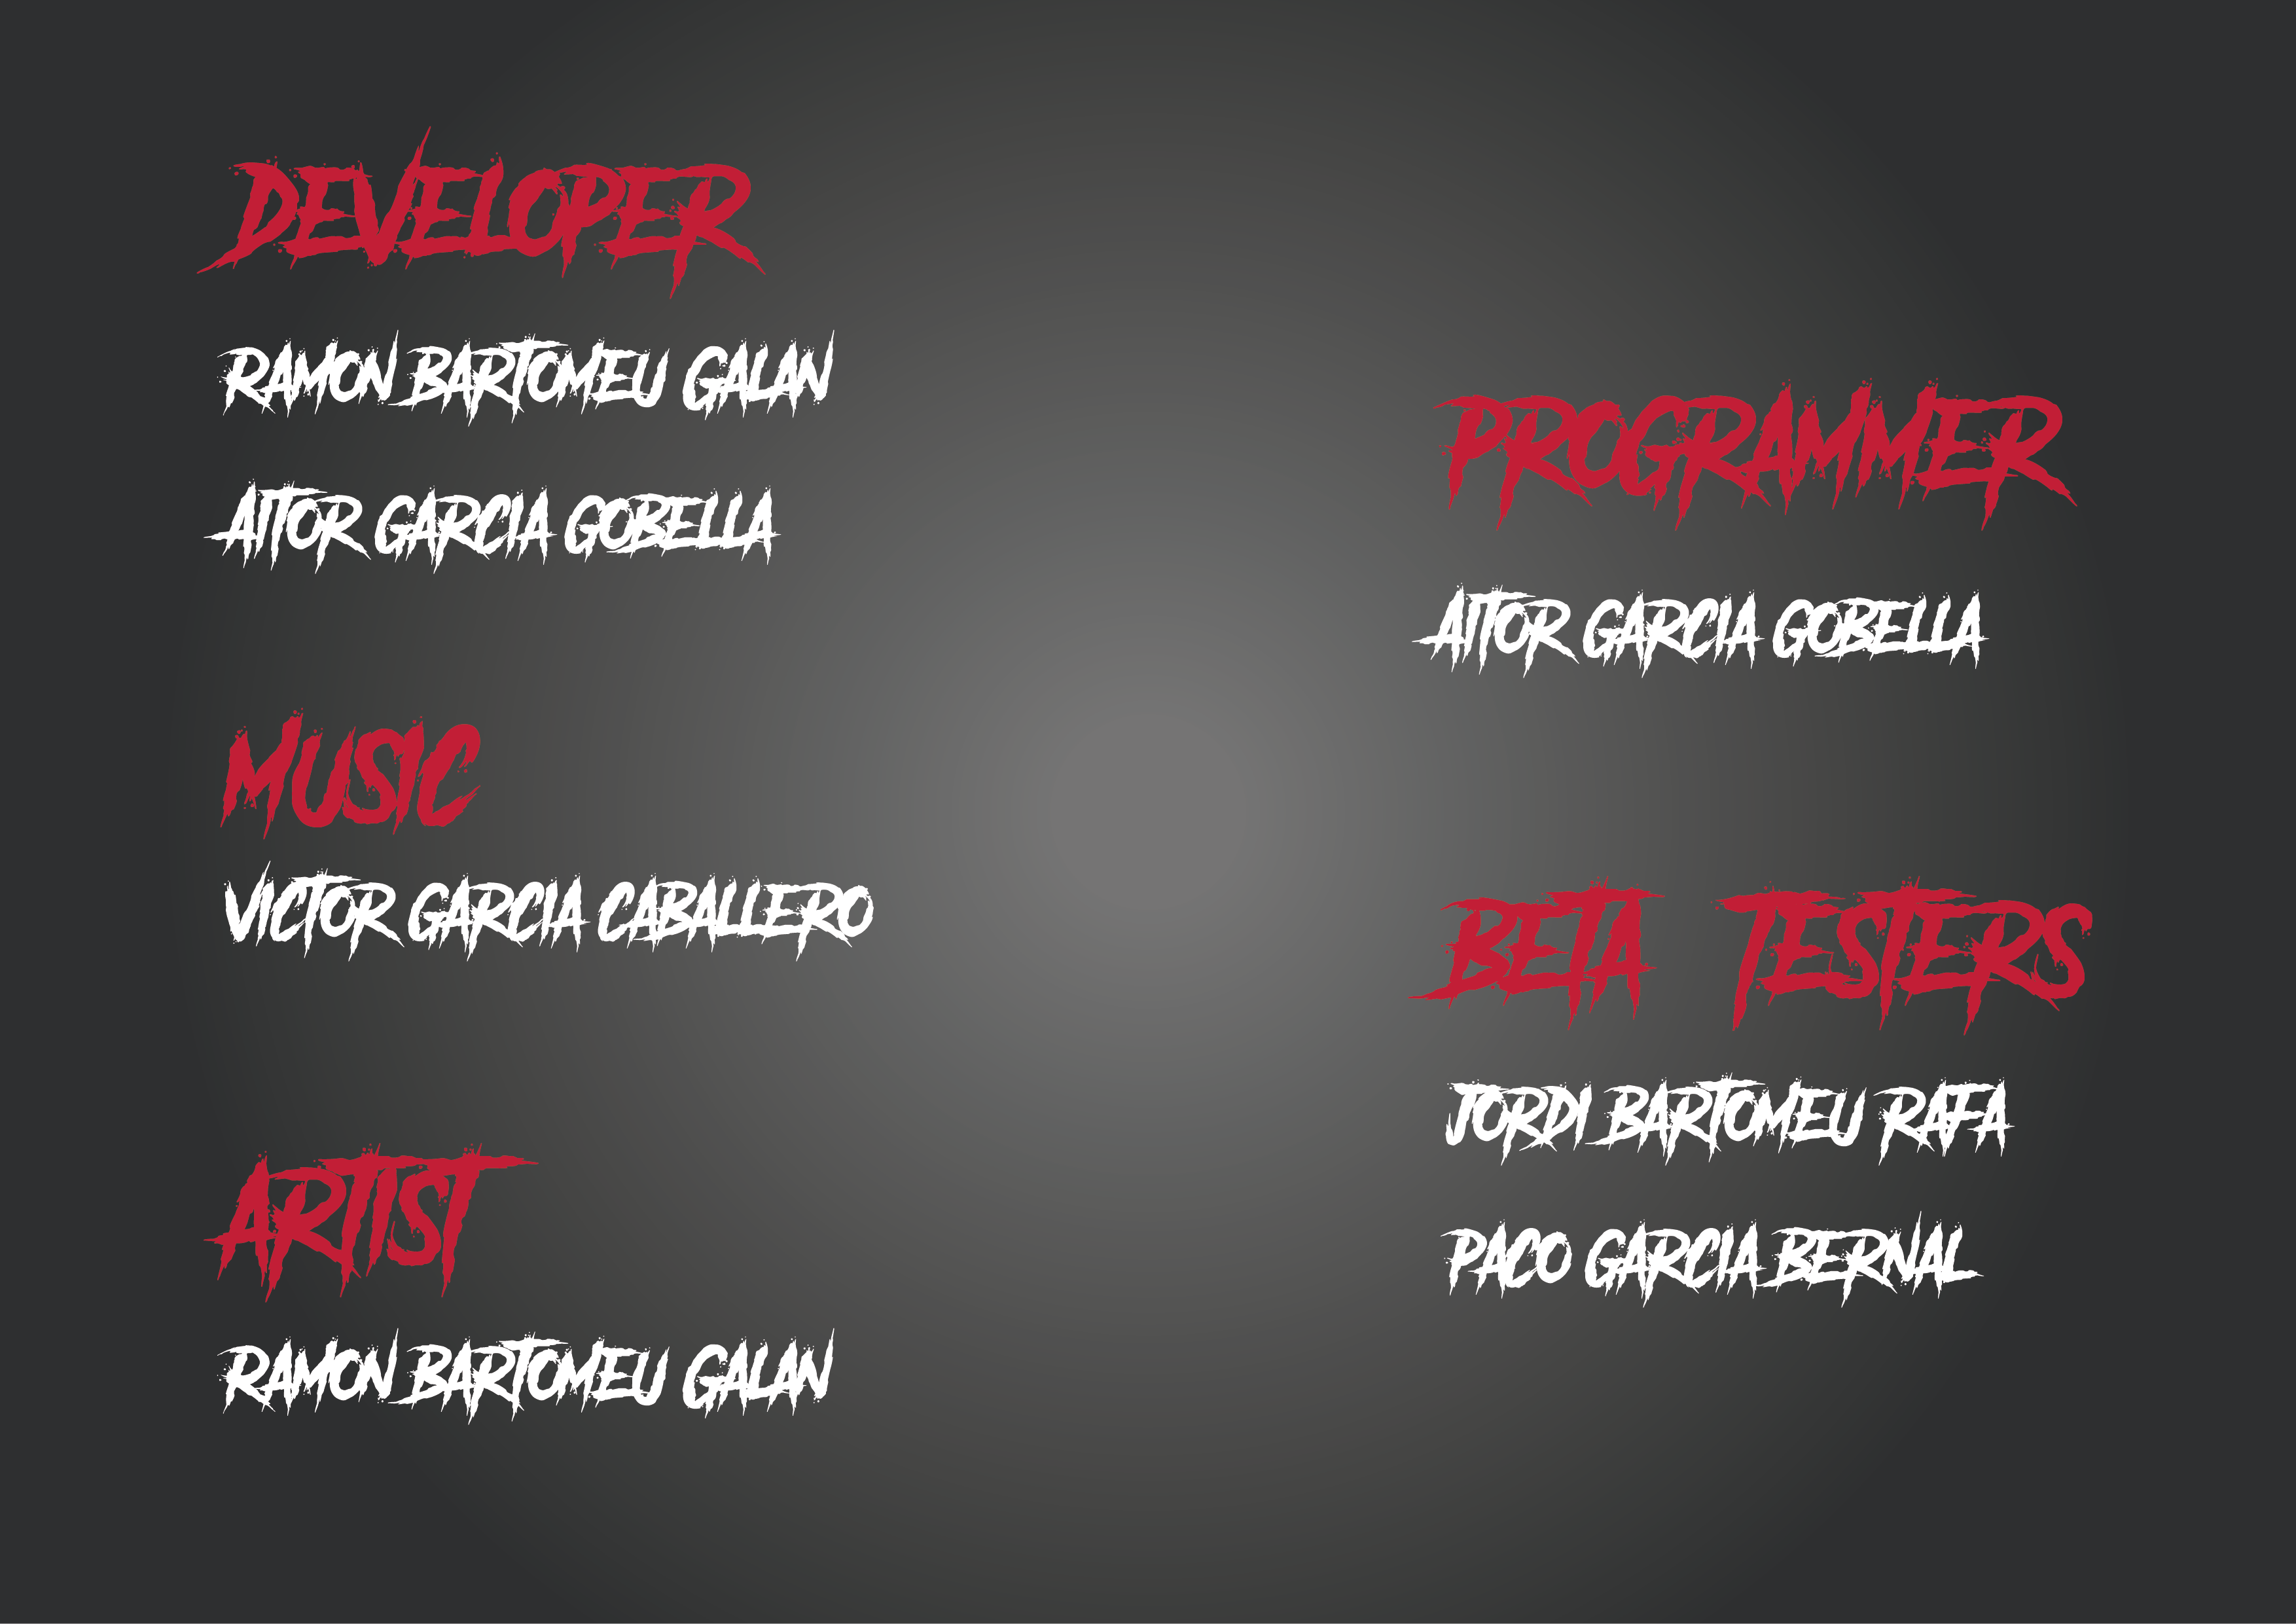 DEVELOPER
RAMON BARTOMEU GALAN
AITOR GARCIA GOBELLA
MUSIC
VICTOR GARCIA CABALLERO
ARTIST
RAMON BARTOMEU GALAN
PROGRAMMER
AITOR GARCIA GOBELLA
BETA TESTERS
JORDI BARTOMEU RAFA
PACO GARCIA BERNAL